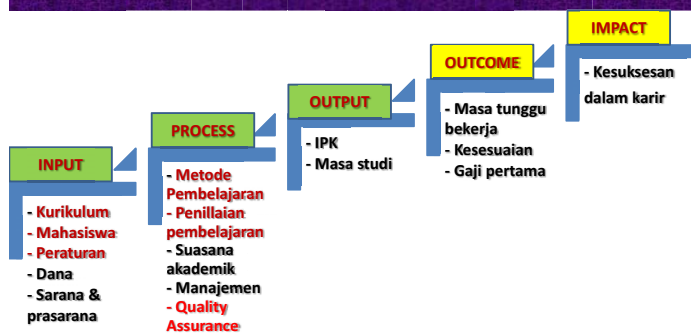 INPUT
- Kurikulum
- Mahasiswa
- Peraturan
- Dana
- Sarana &
prasarana
PROCESS
- Metode
Pembelajaran
- Penillaian
pembelajaran
- Suasana
akademik
- Manajemen
- Quality
Assurance
OUTPUT
- IPK
- Masa studi
OUTCOME
- Masa tunggu
bekerja
- Kesesuaian
- Gaji pertama
IMPACT
- Kesuksesan
dalam karir